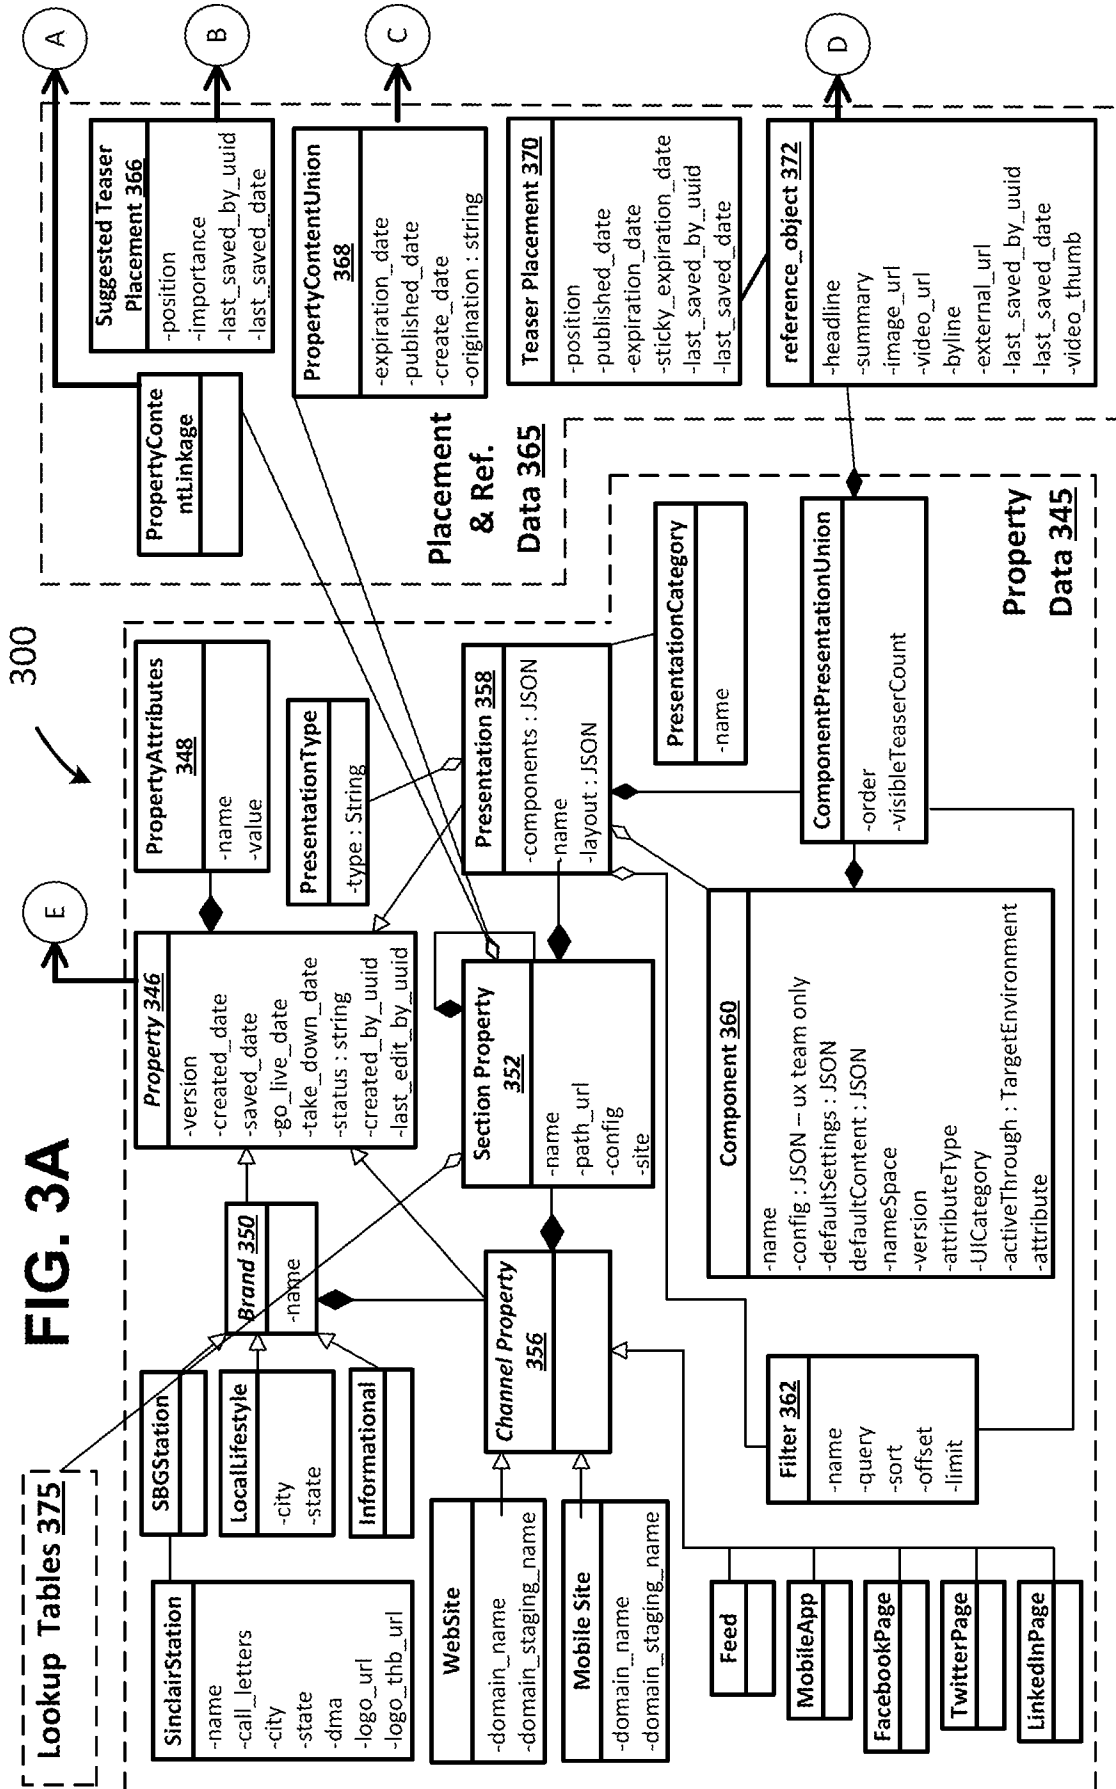 FIG. 3A
300
Lookup Tables 375
E
A
B
C
D
SinclairStation
-name
-call_letters
-city
-state
-dma
-logo_url
-logo_thb_url
SBGStation
LocalLifestyle
-city
-state
Informational
Brand 350
-name
Property 346
-version
-created_date
-saved_date
-go_live_date
-take_down_date
-status : string
-created_by_uuid
-last_edit_by_uuid
PropertyAttributes
348
-name
-value
PresentationType
-type : String
WebSite
-domain_name
-domain_staging_name
Mobile Site
-domain_name
-domain_staging_name
Channel Property
356
Section Property
352
-name
-path_url
-config
-site
Presentation 358
-components : JSON
-name
-layout : JSON
PresentationCategory
-name
Feed
MobileApp
FacebookPage
TwitterPage
LinkedInPage
Filter 362
-name
-query
-sort
-offset
-limit
Component 360
-name
-config : JSON – ux team only
-defaultSettings : JSON
defaultContent : JSON
-nameSpace
-version
-attributeType
-UICategory
-activeThrough : TargetEnvironment
-attribute
ComponentPresentationUnion
-order
-visibleTeaserCount
Property
Data 345
PropertyConte
ntLinkage
Suggested Teaser
Placement 366
-position
-importance
-last_saved_by_uuid
-last_saved_date
PropertyContentUnion
368
-expiration_date
-published_date
-create_date
-origination : string
Placement
& Ref.
Data 365
Teaser Placement 370
-position
-published_date
-expiration_date
-sticky_expiration_date
-last_saved_by_uuid
-last_saved_date
reference_object 372
-headline
-summary
-image_url
-video_url
-byline
-external_url
-last_saved_by_uuid
-last_saved_date
-video_thumb